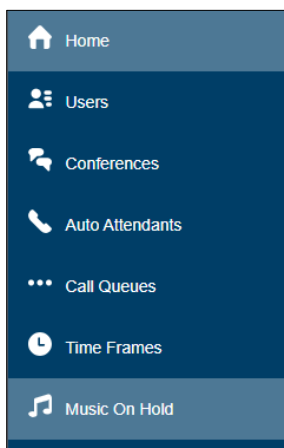 Home
Users
Conferences
Auto Attendants
Call Queues
Time Frames
Music On Hold